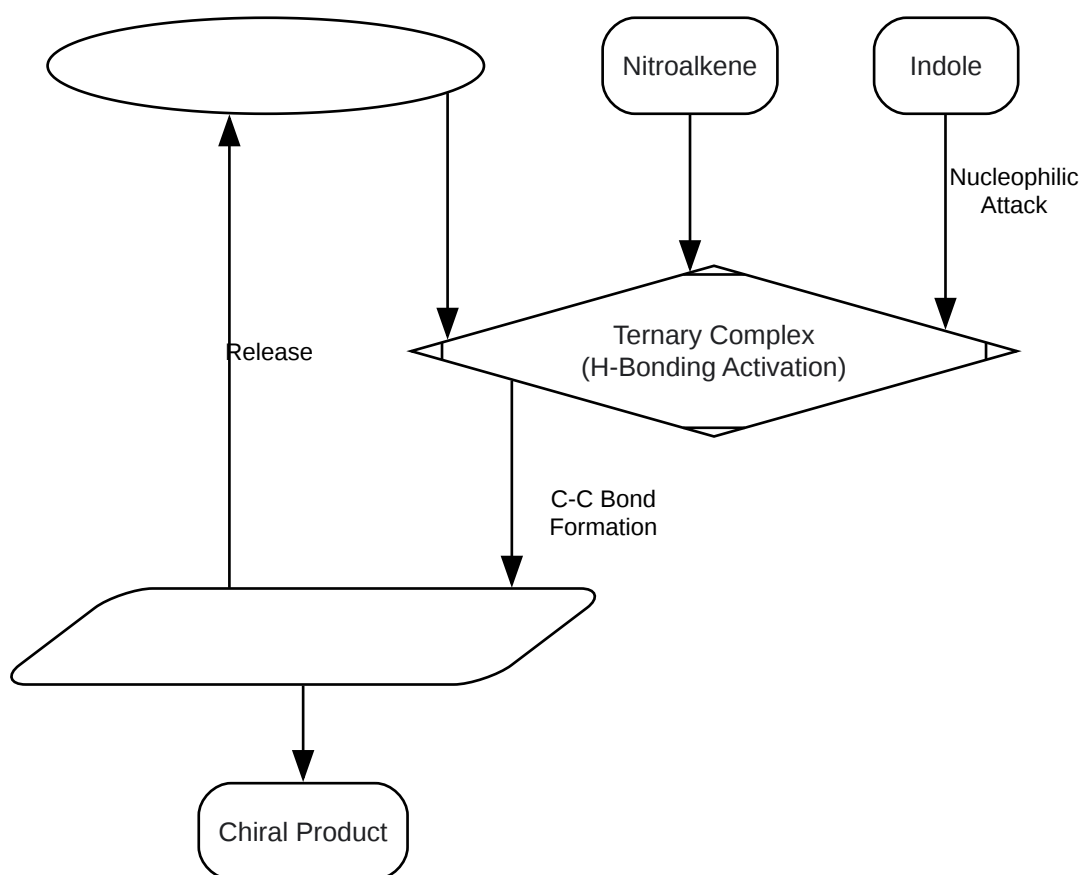 Nitroalkene
Indole
Nucleophilic
Attack
Ternary Complex
(H-Bonding Activation)
Release
C-C Bond
Formation
Chiral Product